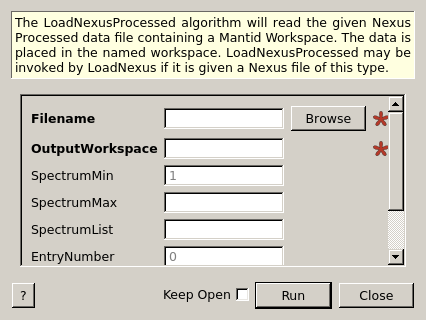 The LoadNexusProcessed algorithm will read the given Nexus
Processed data file containing a Mantid Workspace. The data is
placed in the named workspace. LoadNexusProcessed may be
invoked by LoadNexus if it is given a Nexus file of this type.
Filename Browse *
OutputWorkspace *
SpectrumMin 1
SpectrumMax
SpectrumList
EntryNumber 0
? Keep Open Run Close